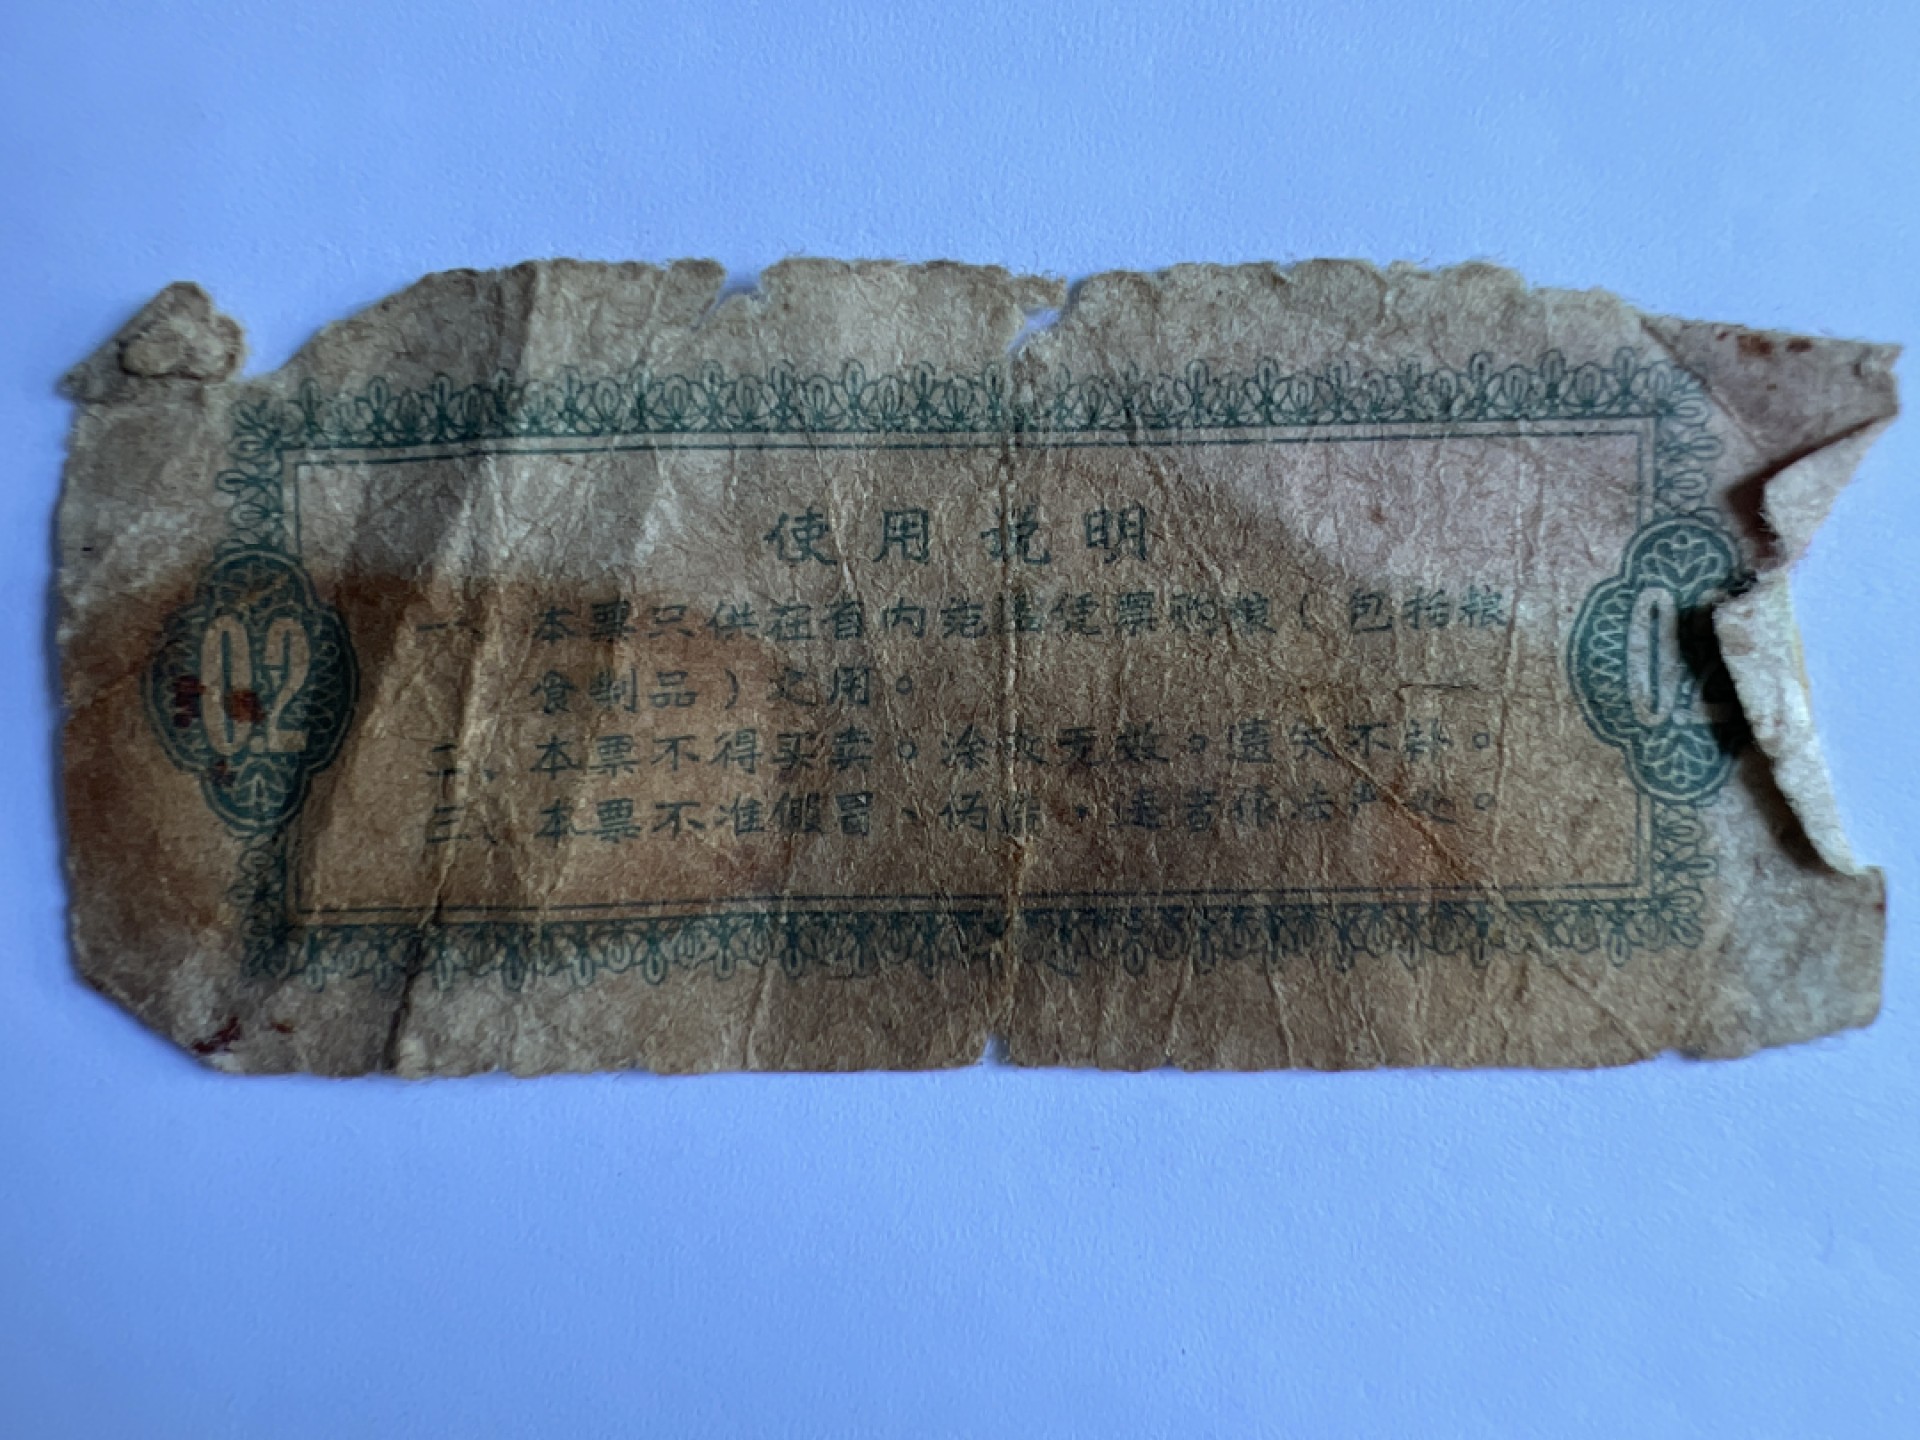 使用说明
一、本票只供在省内范围凭票购粮(包括粮
0.2
食制品)之用。
二、本票不得买卖。涂改无效。遗失不补。
三、本票不准假冒、伪造,违者依法严处。